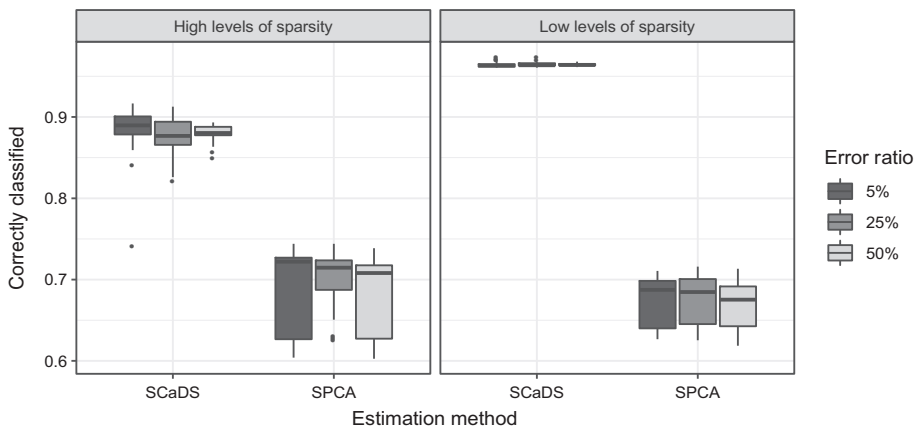 High levels of sparsity
Low levels of sparsity
Correctly classified
0.9
0.8
0.7
0.6
SCaDS
SPCA
SCaDS
SPCA
Estimation method
Error ratio
5%
25%
50%